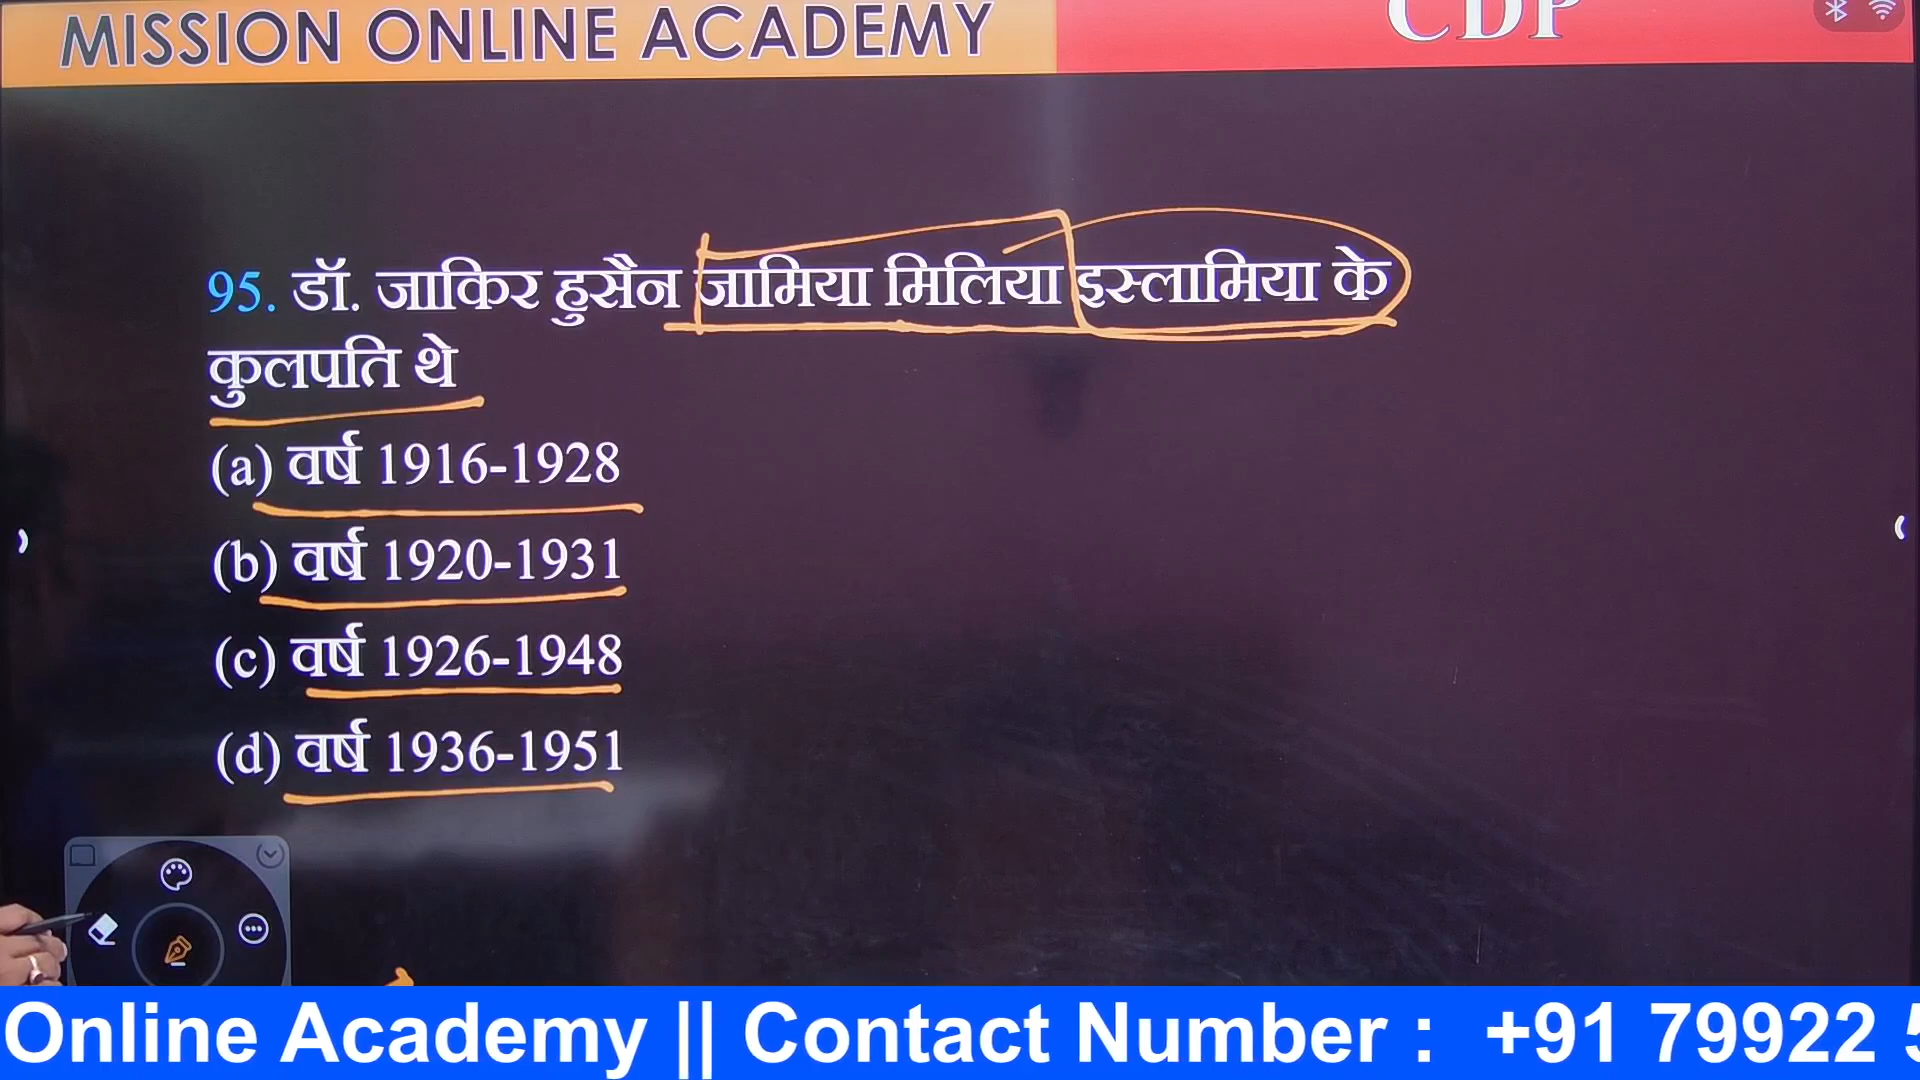 MISSION ONLINE ACADEMY
CDP
95. डॉ. जाकिर हुसैन जामिया मिलिया इस्लामिया के
कुलपति थे
(a) वर्ष 1916-1928
(b) वर्ष 1920-1931
(c) वर्ष 1926-1948
(d) वर्ष 1936-1951
Online Academy || Contact Number : +91 79922